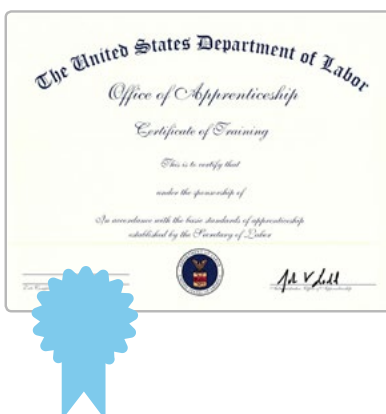 The United States Department of Labor
Office of Apprenticeship
Certificate of Training
This is to certify that
under the sponsorship of
In accordance with the basic standards of apprenticeship
established by the Secretary of Labor